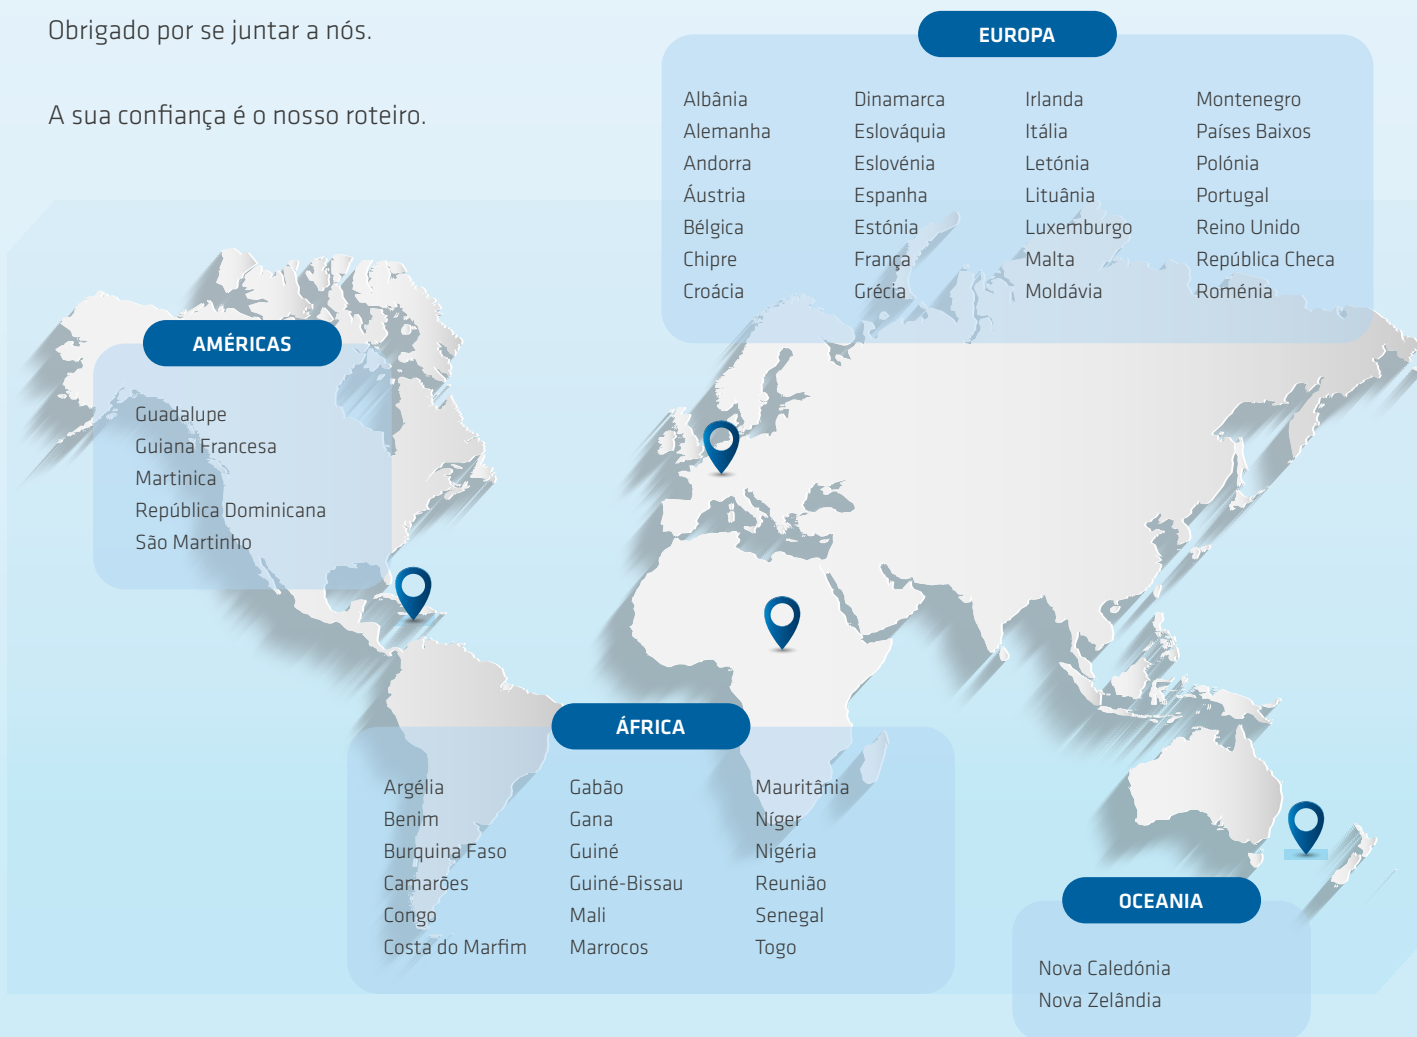 Obrigado por se juntar a nós.
A sua confiança é o nosso roteiro.
EUROPA
Albânia
Alemanha
Andorra
Áustria
Bélgica
Chipre
Croácia
Dinamarca
Eslováquia
Eslovénia
Espanha
Estónia
França
Grécia
Irlanda
Itália
Letónia
Lituânia
Luxemburgo
Malta
Moldávia
Montenegro
Países Baixos
Polónia
Portugal
Reino Unido
República Checa
Roménia
AMÉRICAS
Guadalupe
Guiana Francesa
Martinica
República Dominicana
São Martinho
ÁFRICA
Argélia
Benim
Burquina Faso
Camarões
Congo
Costa do Marfim
Gabão
Gana
Guiné
Guiné-Bissau
Mali
Marrocos
Mauritânia
Níger
Nigéria
Reunião
Senegal
Togo
OCEANIA
Nova Caledónia
Nova Zelândia